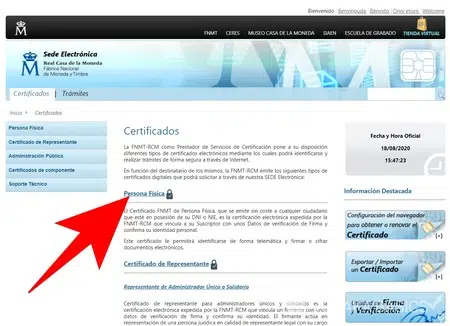 Bienvenido | Benvinguda | Benvido | Ongi etorri | Welcome
FNMT CERES MUSEO CASA DE LA MONEDA SIAEN ESCUELA DE GRABADO TIENDA VIRTUAL
Sede Electrónica
Real Casa de la Moneda
Fábrica Nacional
de Moneda y Timbre
Certificados Trámites
Inicio Certificados
Persona Física
Certificado de Representante
Administración Pública
Certificados de componente
Soporte Técnico
Certificados
La FNMT-RCM como Prestador de Servicios de Certificación pone a su disposición
diferentes tipos de certificados electrónicos mediante los cuales podrá identificarse y
realizar trámites de forma segura a través de Internet.
En función del destinatario de los mismos, la FNMT-RCM emite los siguientes tipos de
certificados digitales que podrá solicitar a través de nuestra SEDE Electrónica:
Persona Física
El Certificado FNMT de Persona Física, que se emite sin coste a cualquier ciudadano
que esté en posesión de su DNI o NIE, es la certificación electrónica expedida por la
FNMT-RCM que vincula a su Suscriptor con unos Datos de verificación de Firma y
confirma su identidad personal.
Este certificado le permitirá identificarse de forma telemática y firmar o cifrar
documentos electrónicos.
Certificado de Representante
Representante de Administrador Único o Solidario
Certificado de representante para administradores únicos y solidarios es la
certificación electrónica expedida por la FNMT-RCM que vincula un firmante con unos
datos de verificación de firma y confirma su identidad. El firmante actúa en
representación de una persona jurídica en calidad de representante legal con su cargo
Fecha y Hora Oficial
18/08/2020
15:47:23
Información Destacada
Configuración del navegador
para obtener o renovar el
Certificado
[+]
Exportar / Importar
un Certificado
[+]
Unidad de Firma
y Verificación
[+]